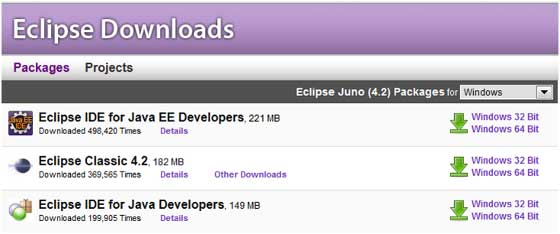 Eclipse Downloads
Packages Projects
Eclipse Juno (4.2) Packages for Windows
Java EE IDE
Eclipse IDE for Java EE Developers, 221 MB
Downloaded 498,420 Times Details
Windows 32 Bit
Windows 64 Bit
Eclipse Classic 4.2, 182 MB
Downloaded 369,565 Times Details Other Downloads
Windows 32 Bit
Windows 64 Bit
Eclipse IDE for Java Developers, 149 MB
Downloaded 199,905 Times Details
Windows 32 Bit
Windows 64 Bit